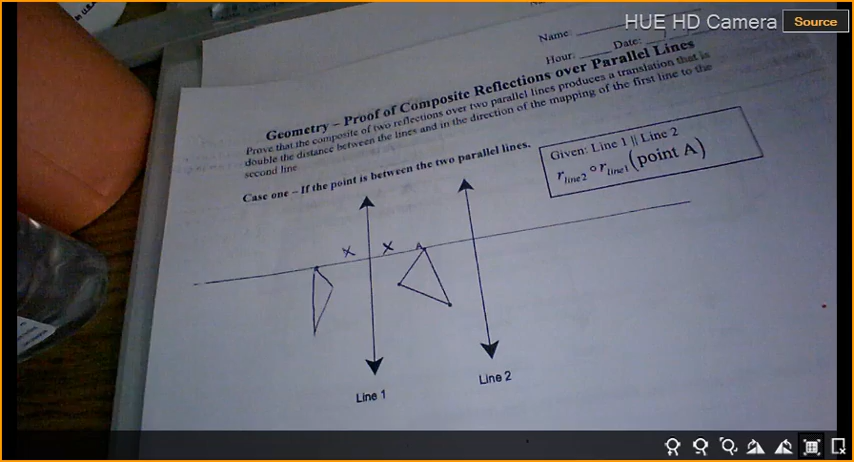 HUE HD Camera
Source
Name:
Hour: Date:
Geometry – Proof of Composite Reflections over Parallel Lines
Prove that the composite of two reflections over two parallel lines produces a translation that is
double the distance between the lines and in the direction of the mapping of the first line to the
second line
Case one – If the point is between the two parallel lines.
Given: Line 1 || Line 2
r line2 ∘ r line1 (point A)
x x A
Line 1
Line 2